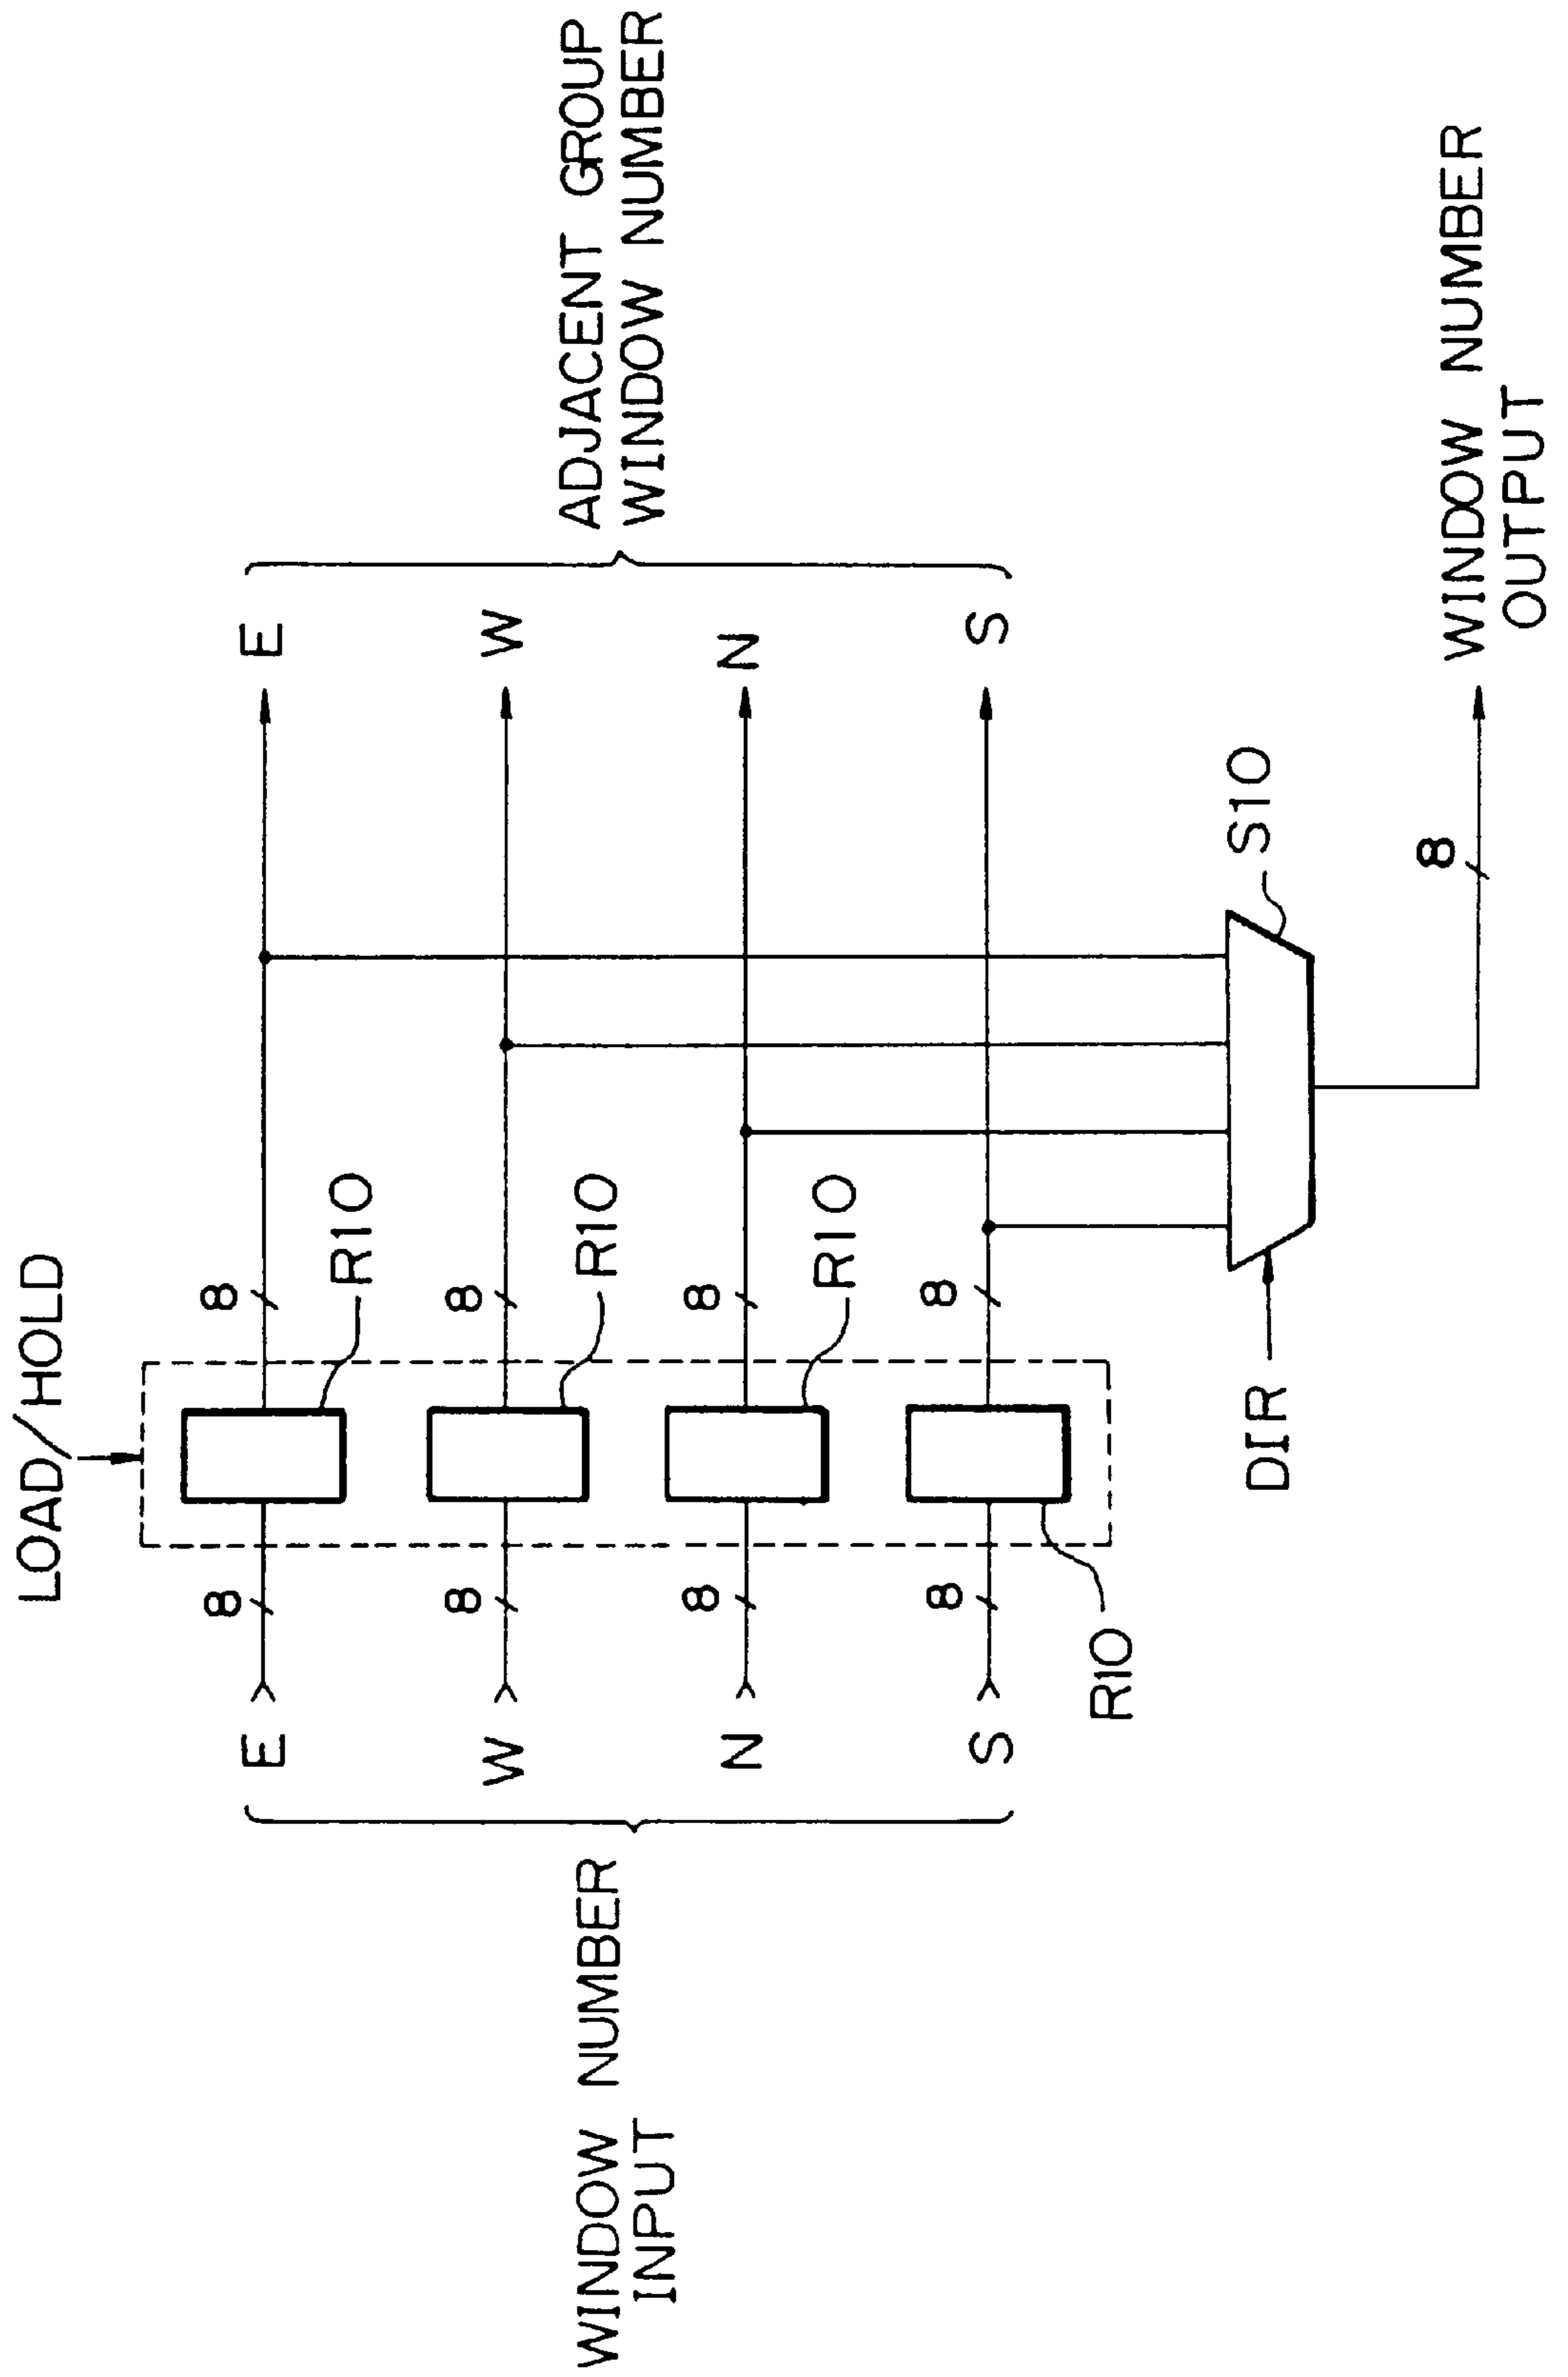 LOAD/HOLD
WINDOW NUMBER
INPUT
E
8
8
R10
E
W
8
8
R10
W
N
8
8
R10
N
S
8
8
R10
S
ADJACENT GROUP
WINDOW NUMBER
DIR
S10
8
WINDOW NUMBER
OUTPUT